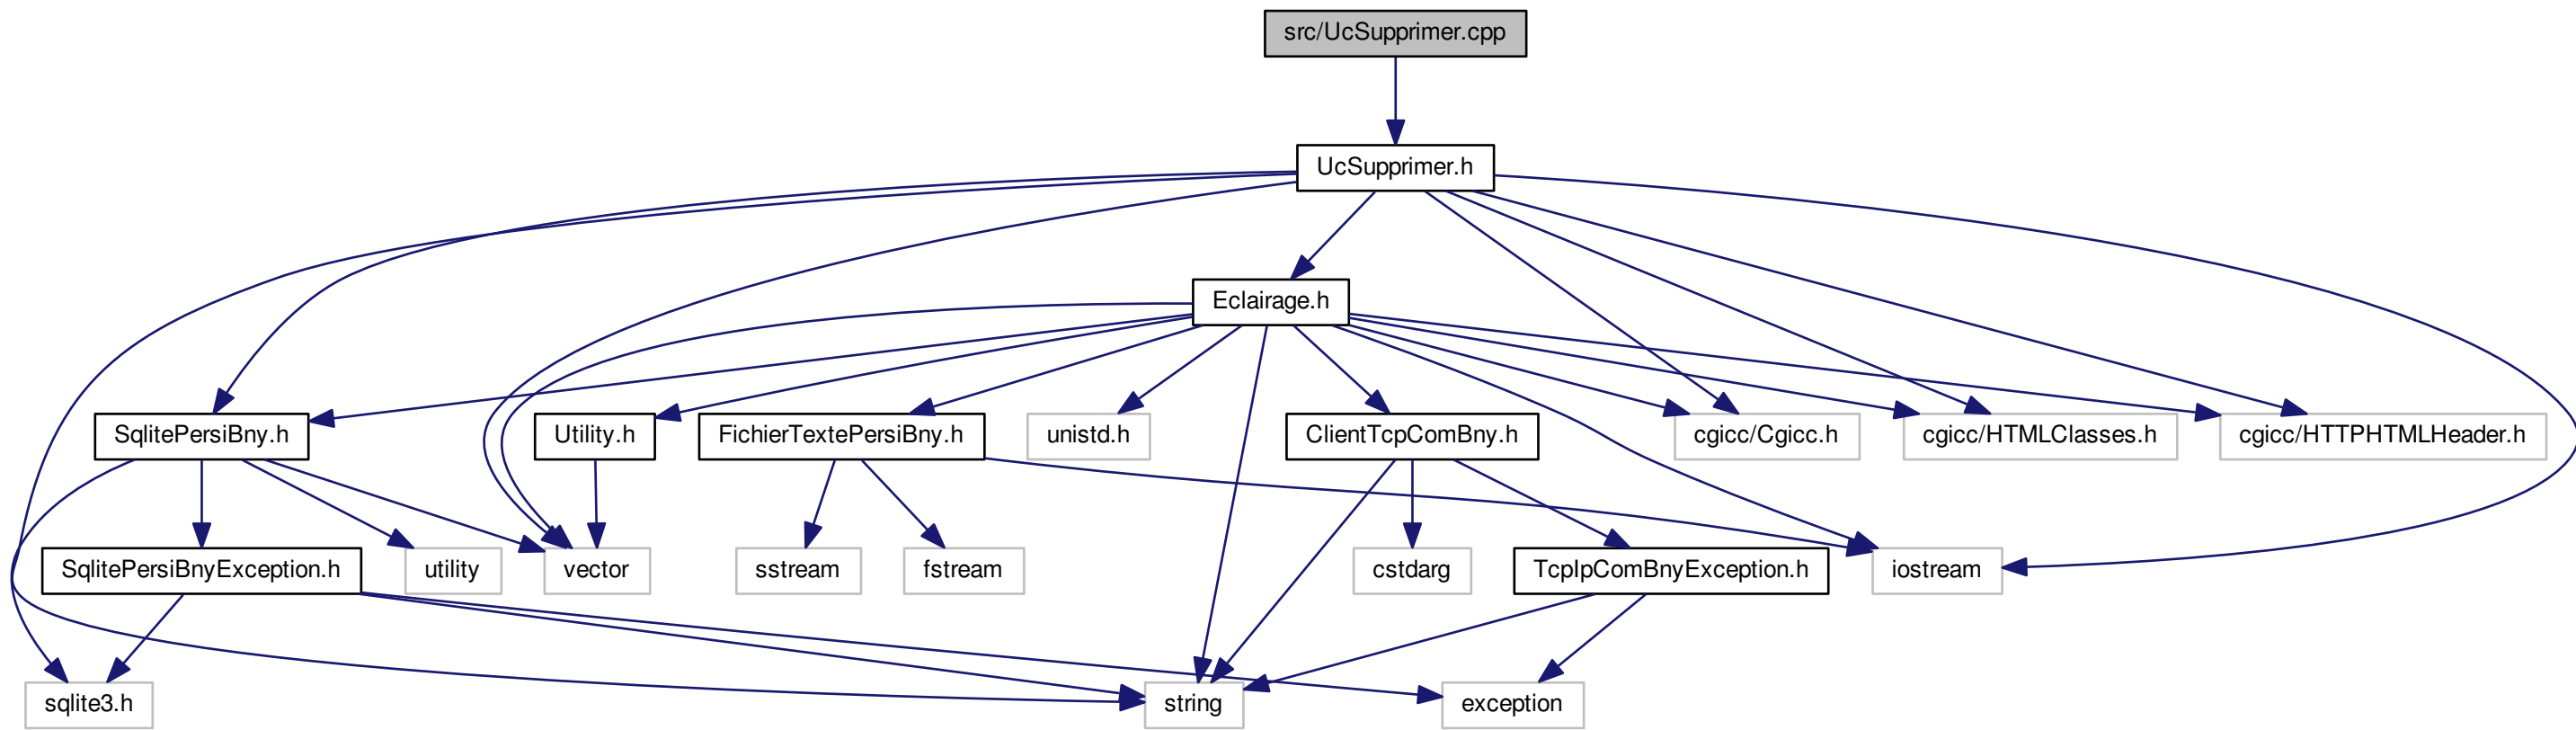 src/UcSupprimer.cpp
UcSupprimer.h
Eclairage.h
SqlitePersiBny.h
Utility.h
FichierTextePersiBny.h
unistd.h
ClientTcpComBny.h
cgicc/Cgicc.h
cgicc/HTMLClasses.h
cgicc/HTTPHTMLHeader.h
SqlitePersiBnyException.h
utility
vector
sstream
fstream
cstdarg
TcpIpComBnyException.h
iostream
sqlite3.h
string
exception